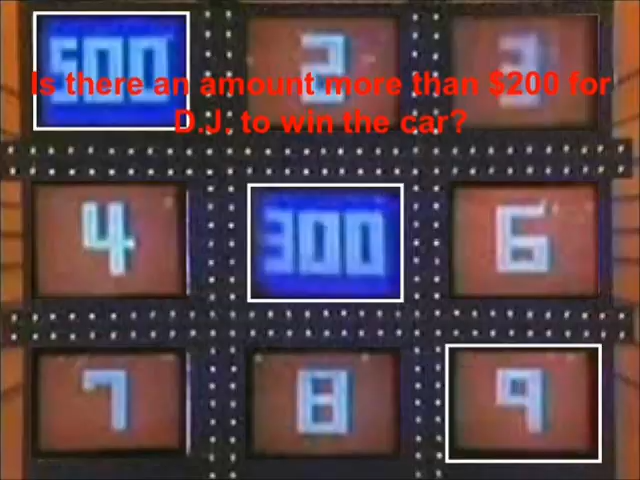 500 2 3
Is there an amount more than $200 for
D.J. to win the car?
4 300 6
7 8 9